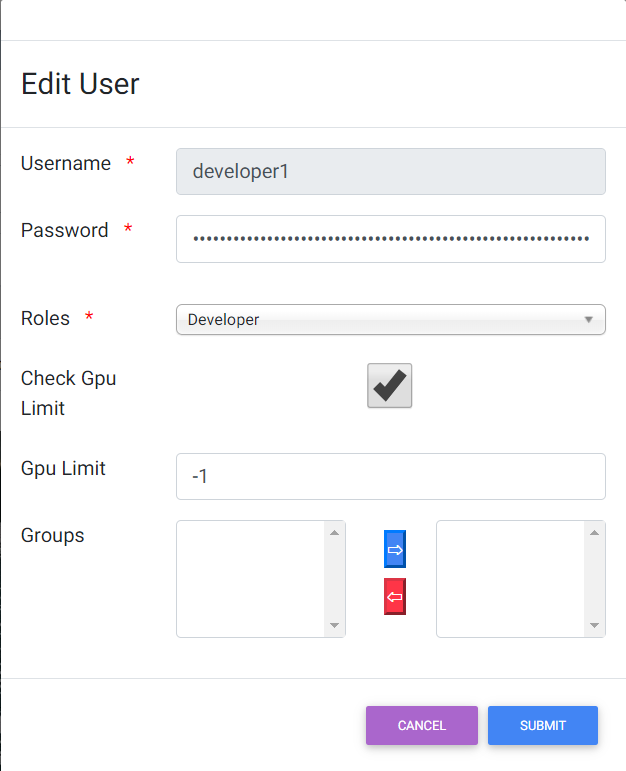 Edit User
Username *
developer1
Password *
Roles *
Developer
Check Gpu
Limit
Gpu Limit
-1
Groups
CANCEL
SUBMIT